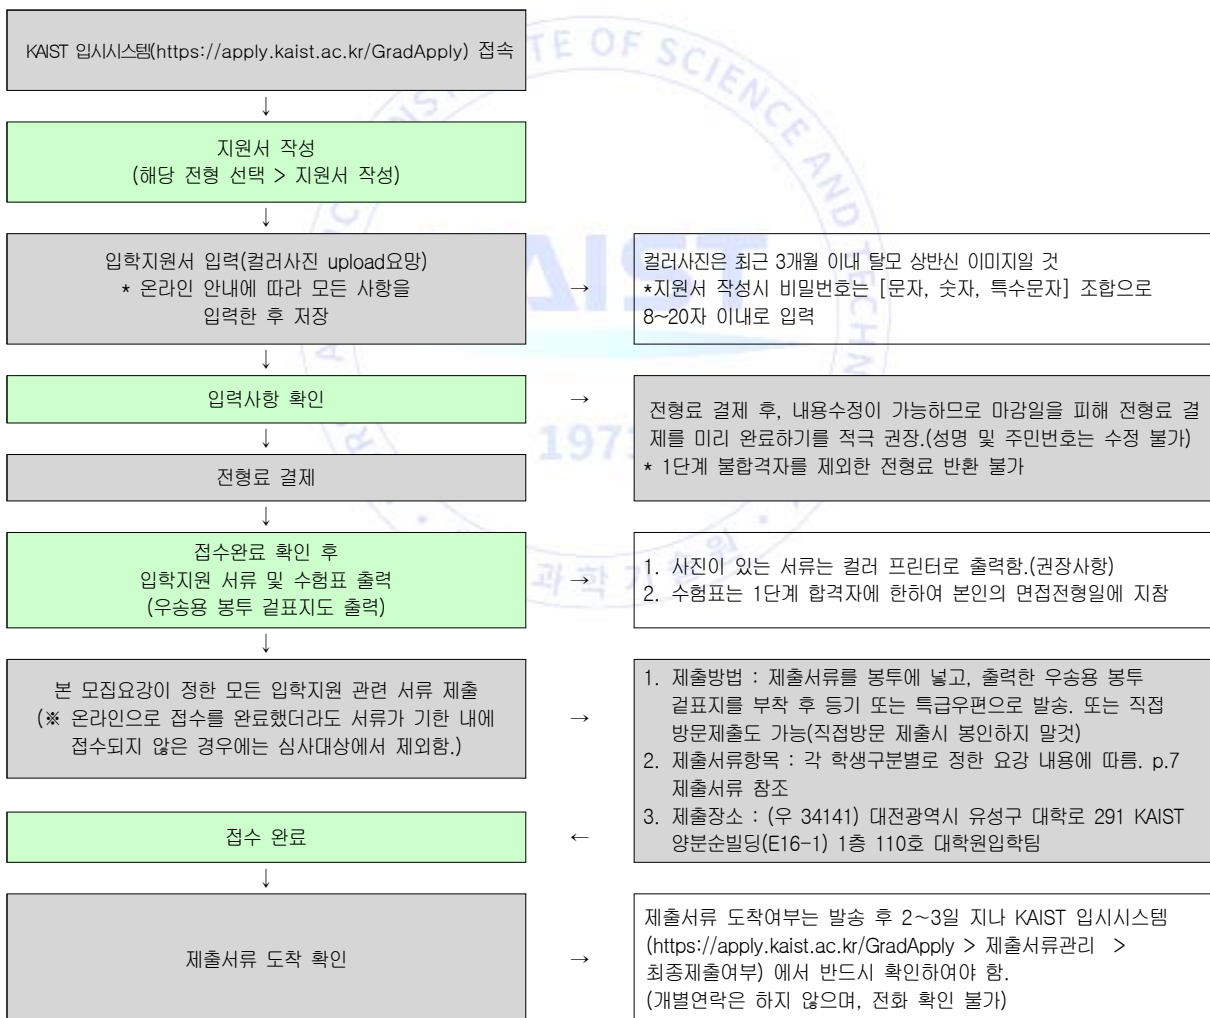 KAIST 입시시스템(https://apply.kaist.ac.kr/GradApply) 접속
↓
지원서 작성
(해당 전형 선택 > 지원서 작성)
↓
입학지원서 입력(컬러사진 upload요망)
* 온라인 안내에 따라 모든 사항을
입력한 후 저장
→
컬러사진은 최근 3개월 이내 탈모 상반신 이미지일 것
*지원서 작성시 비밀번호는 [문자, 숫자, 특수문자] 조합으로
8~20자 이내로 입력
↓
입력사항 확인
→
전형료 결제 후, 내용수정이 가능하므로 마감일을 피해 전형료 결
제를 미리 완료하기를 적극 권장.(성명 및 주민번호는 수정 불가)
* 1단계 불합격자를 제외한 전형료 반환 불가
↓
전형료 결제
↓
접수완료 확인 후
입학지원 서류 및 수험표 출력
(우송용 봉투 겉표지도 출력)
→
1. 사진이 있는 서류는 컬러 프린터로 출력함.(권장사항)
2. 수험표는 1단계 합격자에 한하여 본인의 면접전형일에 지참
↓
본 모집요강이 정한 모든 입학지원 관련 서류 제출
(※ 온라인으로 접수를 완료했더라도 서류가 기한 내에
접수되지 않은 경우에는 심사대상에서 제외함.)
→
1. 제출방법 : 제출서류를 봉투에 넣고, 출력한 우송용 봉투
겉표지를 부착 후 등기 또는 특급우편으로 발송. 또는 직접
방문제출도 가능(직접방문 제출시 봉인하지 말것)
2. 제출서류항목 : 각 학생구분별로 정한 요강 내용에 따름. p.7
제출서류 참조
3. 제출장소 : (우 34141) 대전광역시 유성구 대학로 291 KAIST
양분순빌딩(E16-1) 1층 110호 대학원입학팀
접수 완료
←
↓
제출서류 도착 확인
→
제출서류 도착여부는 발송 후 2~3일 지나 KAIST 입시시스템
(https://apply.kaist.ac.kr/GradApply > 제출서류관리 >
최종제출여부) 에서 반드시 확인하여야 함.
(개별연락은 하지 않으며, 전화 확인 불가)